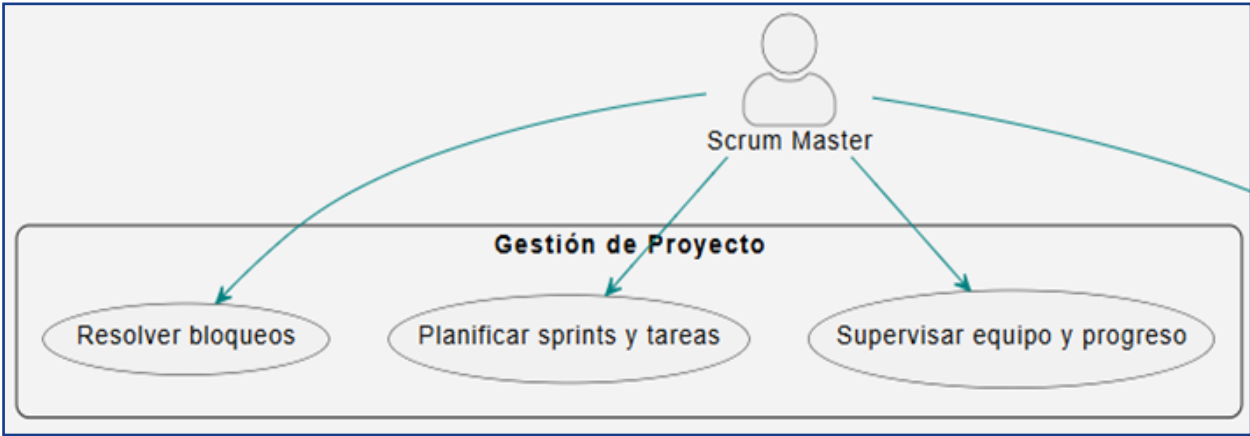 Scrum Master
Gestión de Proyecto
Resolver bloqueos
Planificar sprints y tareas
Supervisar equipo y progreso